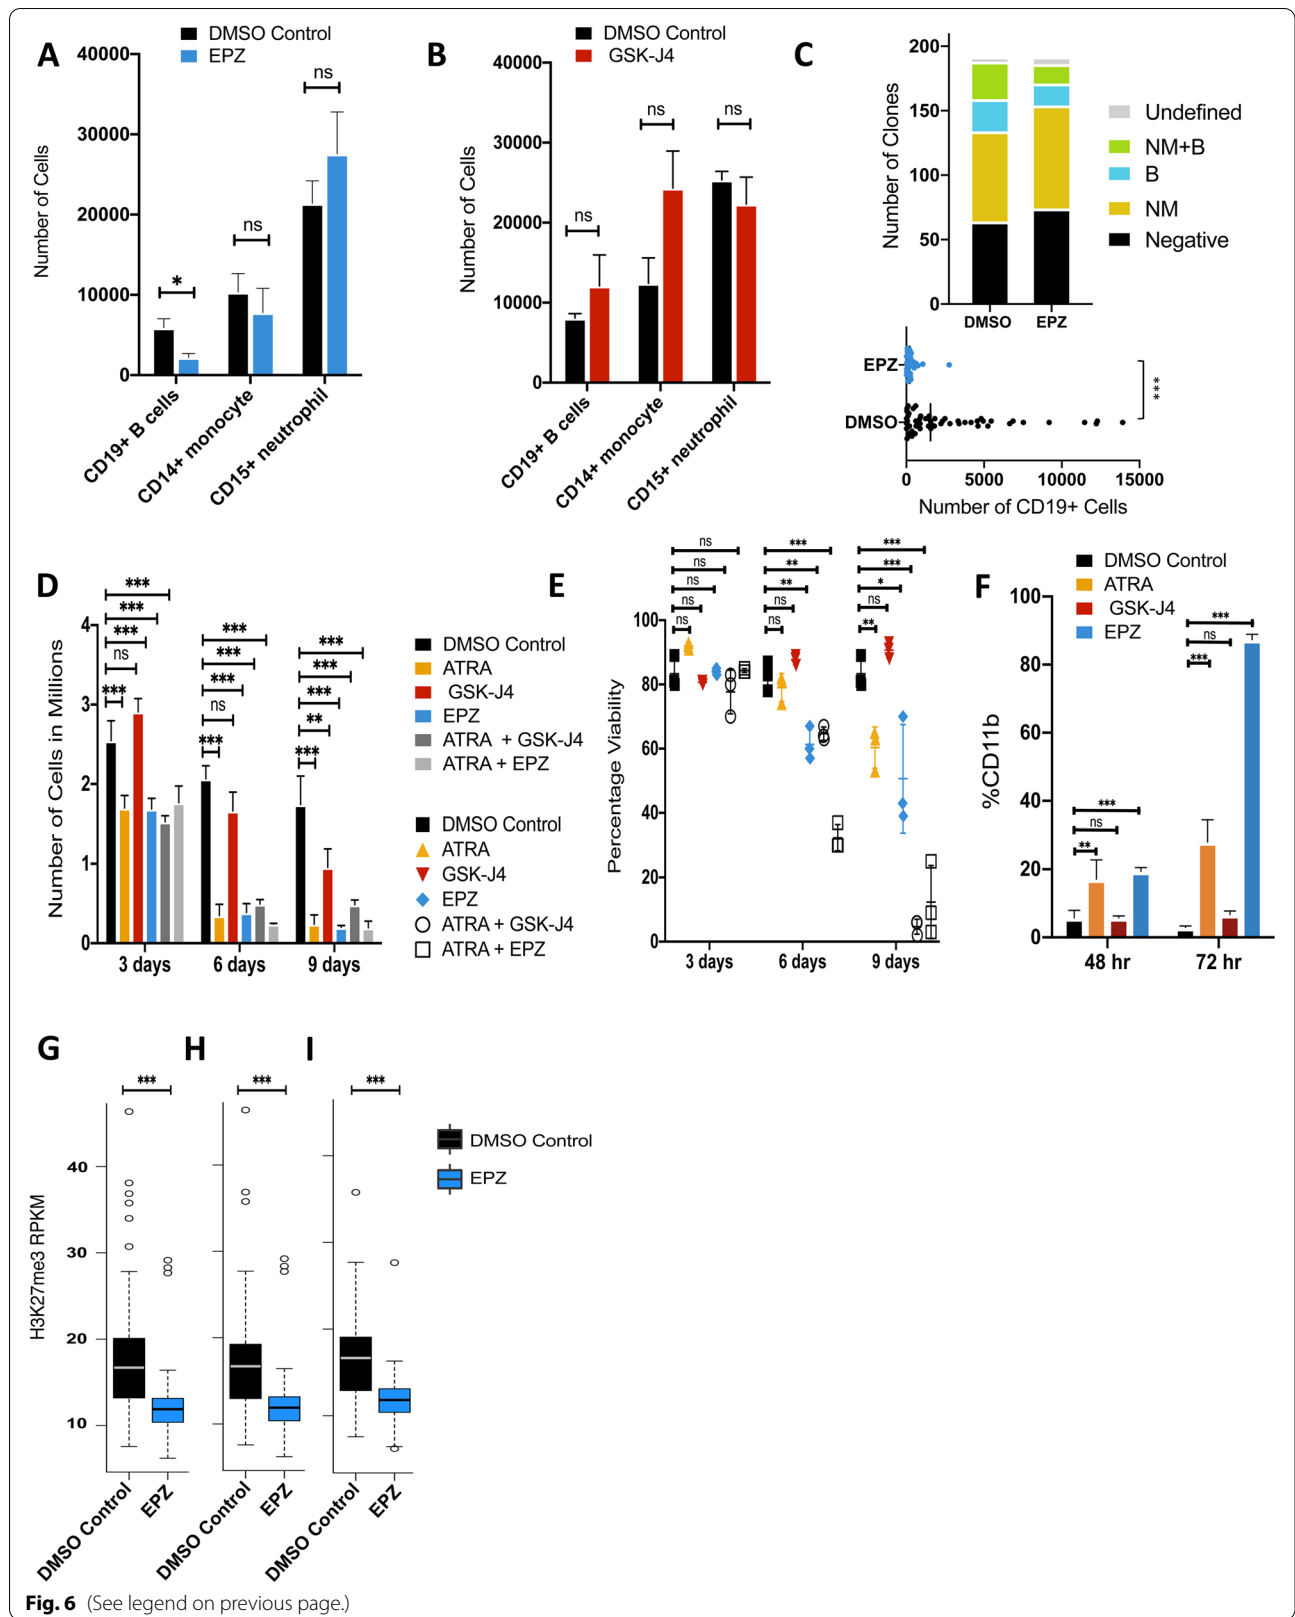 A
DMSO Control
EPZ
40000
30000
20000
10000
0
Number of Cells
*
ns
ns
CD19+ B cells
CD14+ monocyte
CD15+ neutrophil
B
DMSO Control
GSK-J4
40000
30000
20000
10000
0
Number of Cells
ns
ns
ns
CD19+ B cells
CD14+ monocyte
CD15+ neutrophil
C
200
150
100
50
0
Number of Clones
DMSO
EPZ
Undefined
NM+B
B
NM
Negative
EPZ
DMSO
***
0
5000
10000
15000
Number of CD19+ Cells
D
4
3
2
1
0
Number of Cells in Millions
***
***
***
ns
***
***
***
***
ns
***
***
***
***
**
***
3 days
6 days
9 days
DMSO Control
ATRA
GSK-J4
EPZ
ATRA + GSK-J4
ATRA + EPZ
DMSO Control
ATRA
GSK-J4
EPZ
ATRA + GSK-J4
ATRA + EPZ
E
100
80
60
40
20
0
Percentage Viability
ns
ns
ns
ns
ns
***
**
**
ns
ns
***
***
*
ns
**
3 days
6 days
9 days
F
DMSO Control
ATRA
GSK-J4
EPZ
100
80
60
40
20
0
%CD11b
***
ns
**
***
ns
***
48 hr
72 hr
G
H
I
***
***
***
40
30
20
10
H3K27me3 RPKM
DMSO Control
EPZ
DMSO Control
EPZ
DMSO Control
EPZ
DMSO Control
EPZ
Fig. 6 (See legend on previous page.)